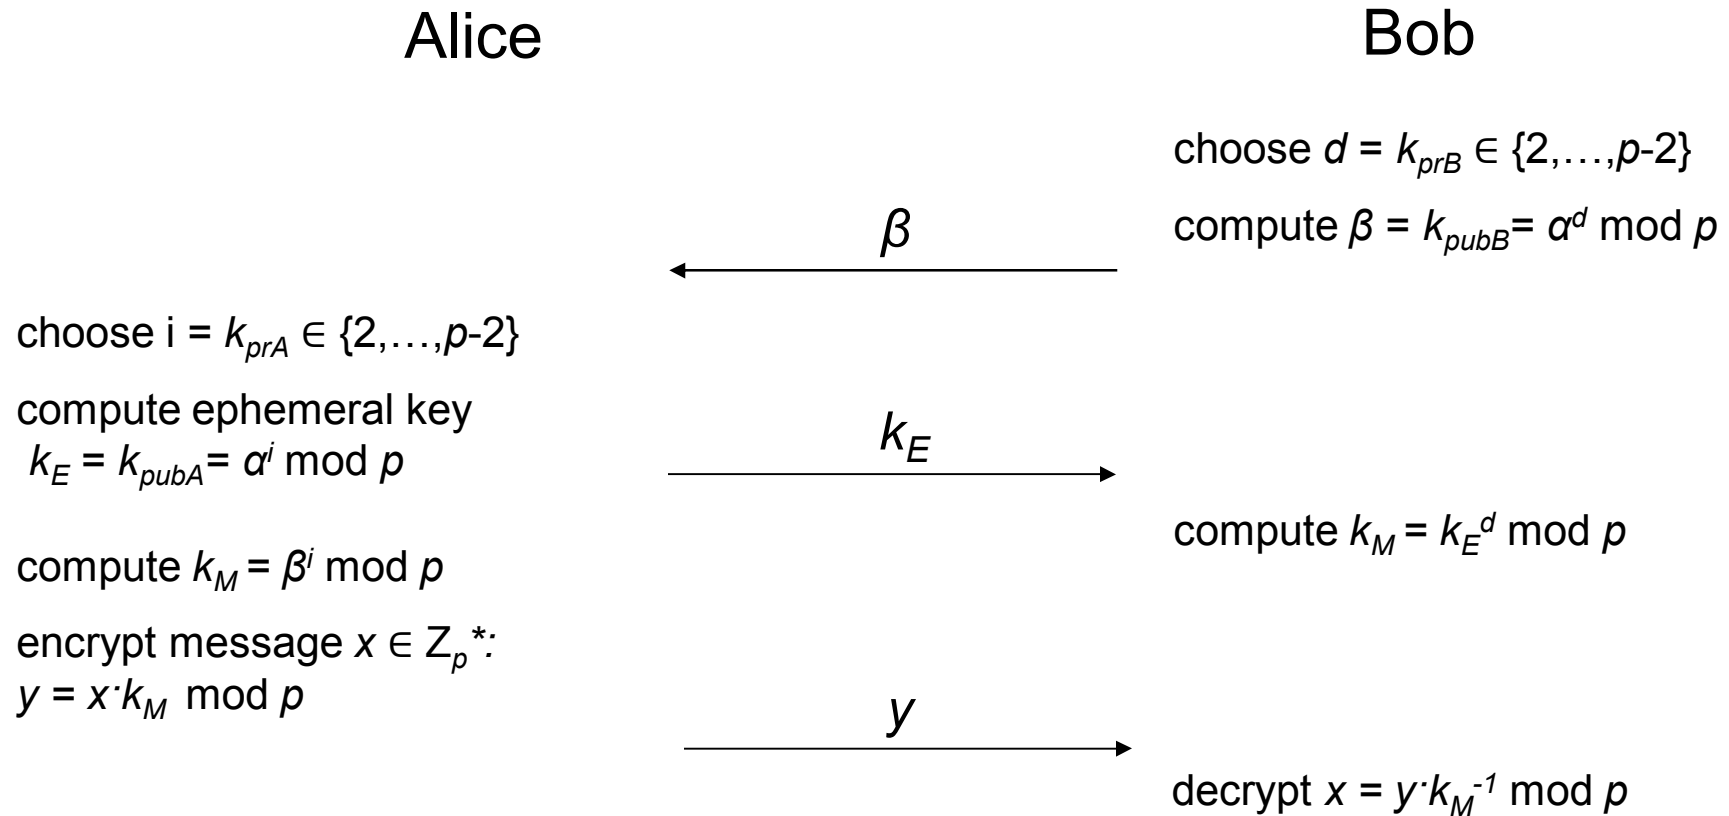 Alice
Bob
choose d = k_prB ∈ {2,…,p-2}
compute β = k_pubB= α^d mod p
β
choose i = k_prA ∈ {2,…,p-2}
compute ephemeral key
k_E = k_pubA= α^i mod p
k_E
compute k_M = k_E^d mod p
compute k_M = β^i mod p
encrypt message x ∈ Z_p*:
y = x·k_M mod p
y
decrypt x = y·k_M^-1 mod p